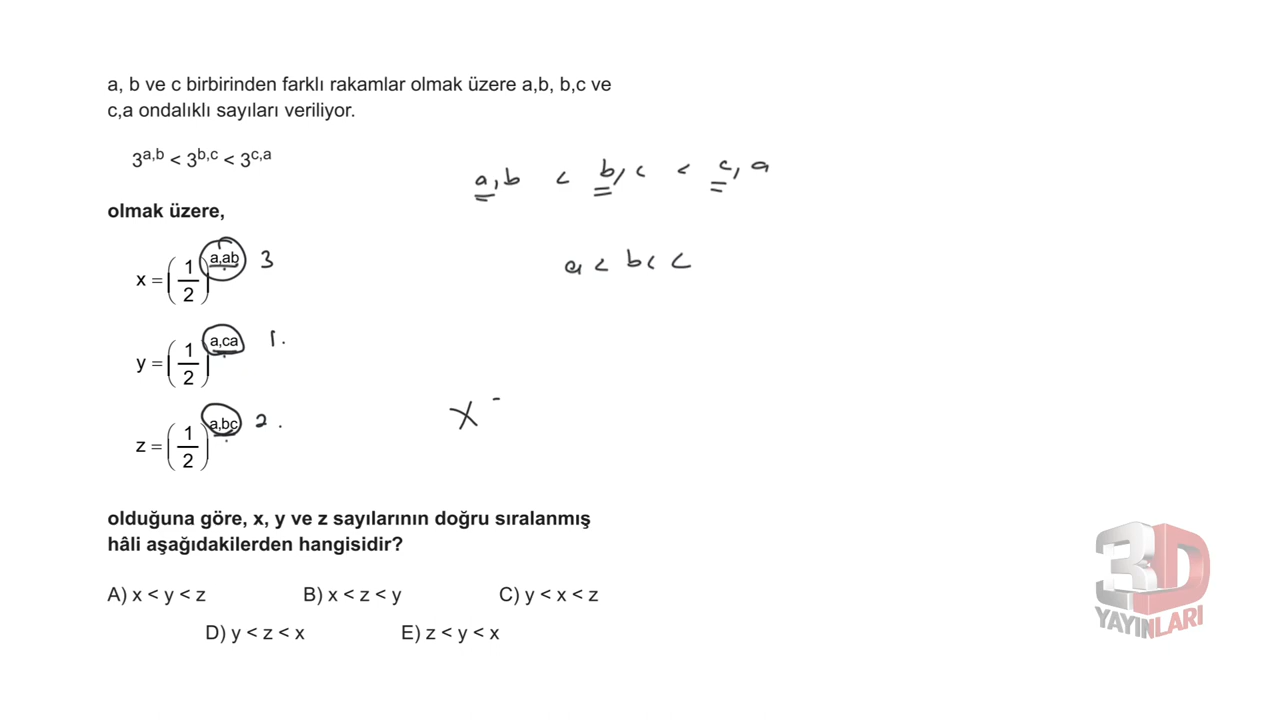 a, b ve c birbirinden farklı rakamlar olmak üzere a,b, b,c ve
c,a ondalıklı sayıları veriliyor.
3^a,b < 3^b,c < 3^c,a
a,b < b,c < c,a
olmak üzere,
a < b < c
x = (1/2)^a,ab 3
y = (1/2)^a,ca 1.
z = (1/2)^a,bc 2.
x
olduğuna göre, x, y ve z sayılarının doğru sıralanmış
hâli aşağıdakilerden hangisidir?
A) x < y < z B) x < z < y C) y < x < z
D) y < z < x E) z < y < x
3D
YAYINLARI